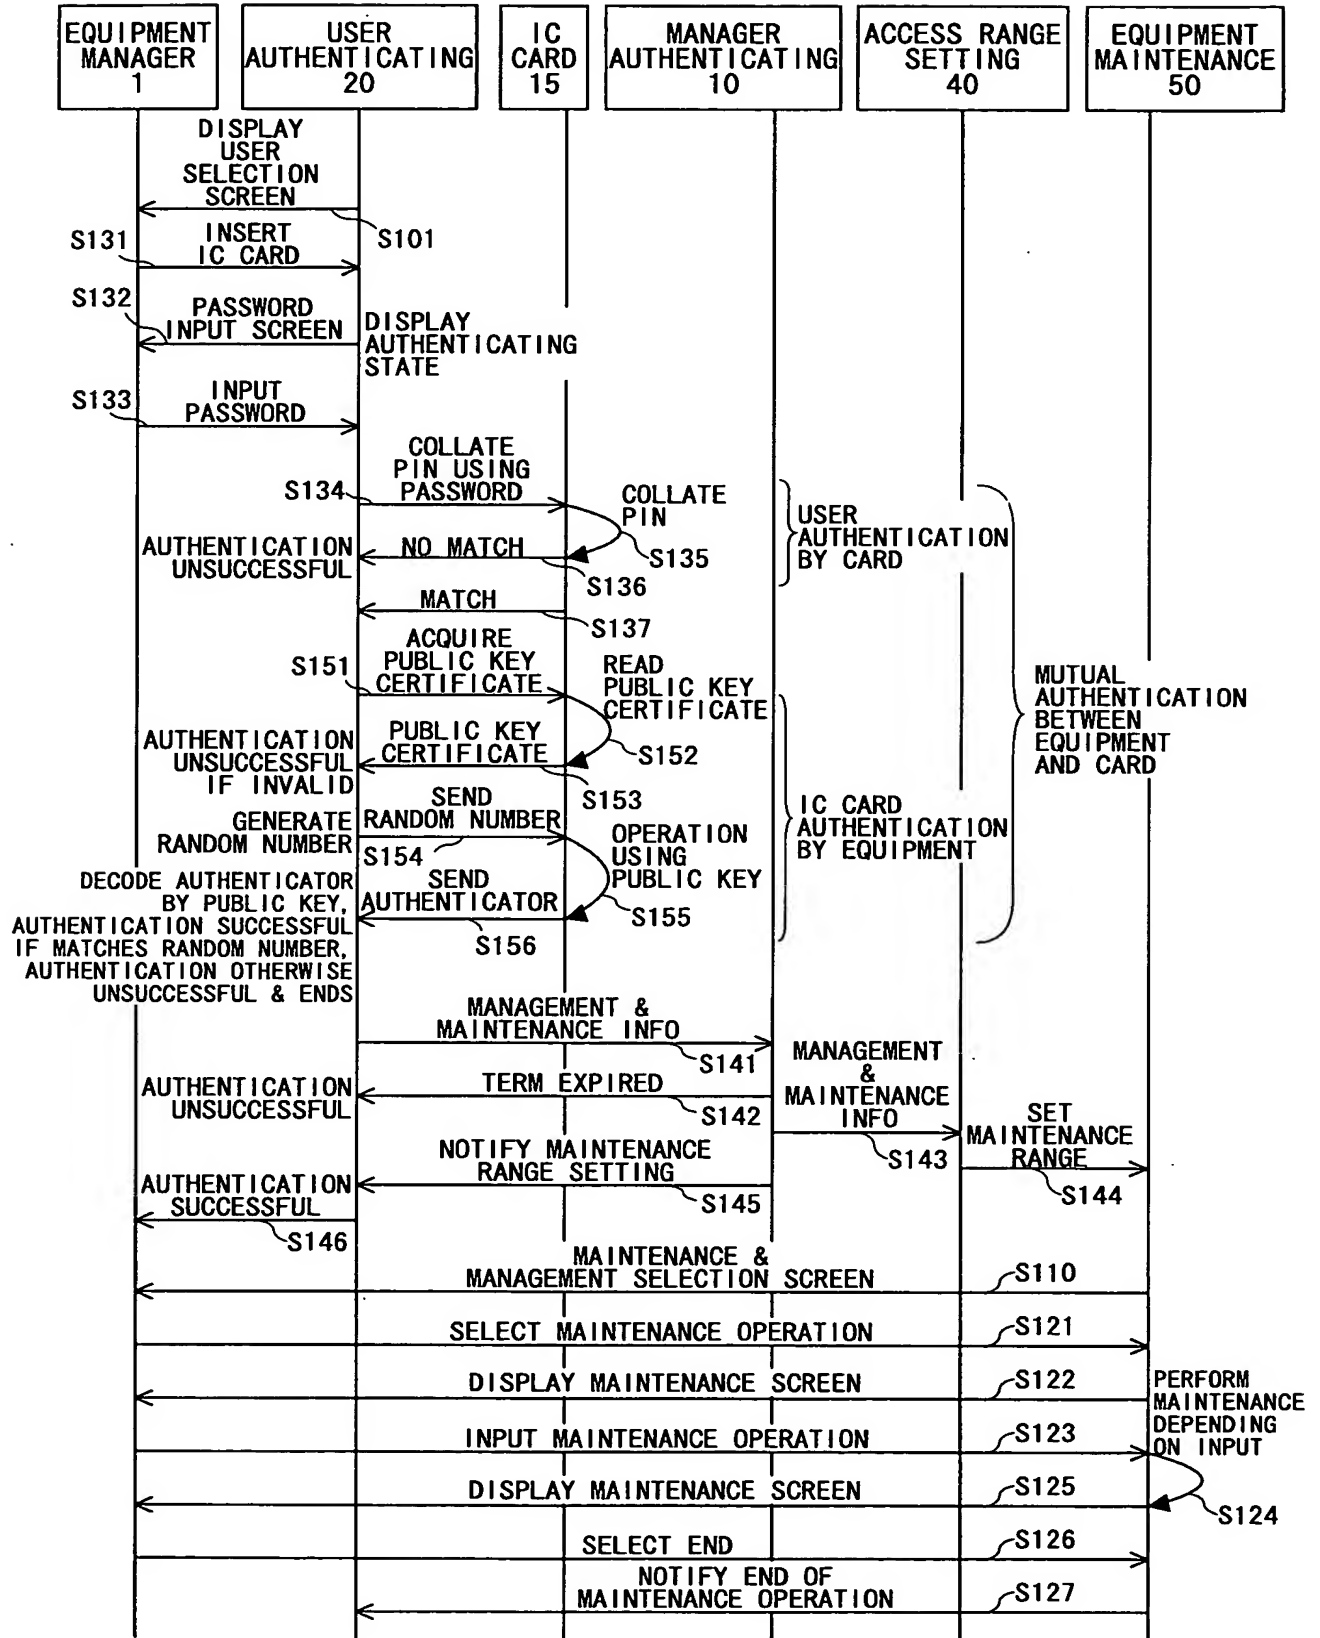 EQUIPMENT
MANAGER
1
USER
AUTHENTICATING
20
IC
CARD
15
MANAGER
AUTHENTICATING
10
ACCESS RANGE
SETTING
40
EQUIPMENT
MAINTENANCE
50
DISPLAY
USER
SELECTION
SCREEN
S101
S131
INSERT
IC CARD
S132
PASSWORD
INPUT SCREEN
DISPLAY
AUTHENTICATING
STATE
S133
INPUT
PASSWORD
COLLATE
PIN USING
PASSWORD
S134
COLLATE
PIN
S135
USER
AUTHENTICATION
BY CARD
AUTHENTICATION
UNSUCCESSFUL
NO MATCH
S136
MATCH
S137
ACQUIRE
PUBLIC KEY
CERTIFICATE
S151
READ
PUBLIC KEY
CERTIFICATE
S152
MUTUAL
AUTHENTICATION
BETWEEN
EQUIPMENT
AND CARD
AUTHENTICATION
UNSUCCESSFUL
IF INVALID
PUBLIC KEY
CERTIFICATE
S153
GENERATE
RANDOM NUMBER
SEND
RANDOM NUMBER
S154
OPERATION
USING
PUBLIC KEY
S155
IC CARD
AUTHENTICATION
BY EQUIPMENT
DECODE AUTHENTICATOR
BY PUBLIC KEY,
AUTHENTICATION SUCCESSFUL
IF MATCHES RANDOM NUMBER,
AUTHENTICATION OTHERWISE
UNSUCCESSFUL & ENDS
SEND
AUTHENTICATOR
S156
MANAGEMENT &
MAINTENANCE INFO
S141
AUTHENTICATION
UNSUCCESSFUL
TERM EXPIRED
S142
MANAGEMENT
&
MAINTENANCE
INFO
S143
SET
MAINTENANCE
RANGE
S144
NOTIFY MAINTENANCE
RANGE SETTING
S145
AUTHENTICATION
SUCCESSFUL
S146
MAINTENANCE &
MANAGEMENT SELECTION SCREEN
S110
SELECT MAINTENANCE OPERATION
S121
DISPLAY MAINTENANCE SCREEN
S122
PERFORM
MAINTENANCE
DEPENDING
ON INPUT
INPUT MAINTENANCE OPERATION
S123
DISPLAY MAINTENANCE SCREEN
S125
S124
SELECT END
S126
NOTIFY END OF
MAINTENANCE OPERATION
S127